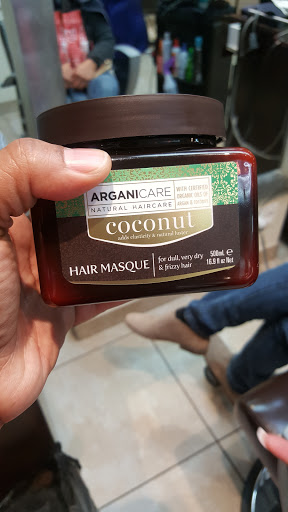 ARGANICARE
NATURAL HAIRCARE
WITH CERTIFIED
ORGANIC OILS OF
Argan & coconut
coconut
adds elasticity & natural luster
HAIR MASQUE
for dull, very dry
& frizzy hair
500mL e
16.9 fl oz Net